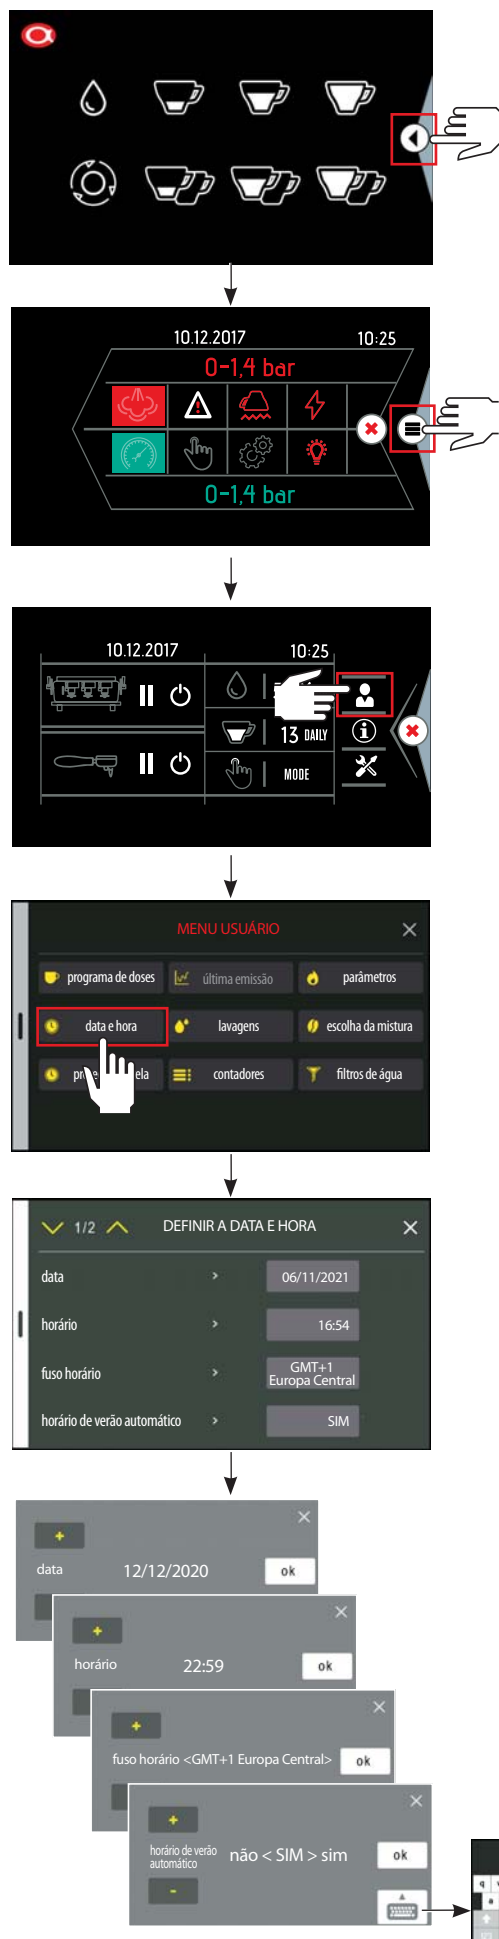 10.12.2017 10:25
0-1,4 bar
0-1,4 bar
10.12.2017 10:25
13 DAILY
MODE
MENU USUÁRIO
programa de doses última emissão parâmetros
data e hora lavagens escolha da mistura
contadores filtros de água
1/2 DEFINIR A DATA E HORA
data > 06/11/2021
horário > 16:54
fuso horário > GMT+1
Europa Central
horário de verão automático > SIM
+
data 12/12/2020 ok
+
horário 22:59 ok
+
fuso horário <GMT+1 Europa Central> ok
+
horário de verão
automático não < SIM > sim ok
-
q
a